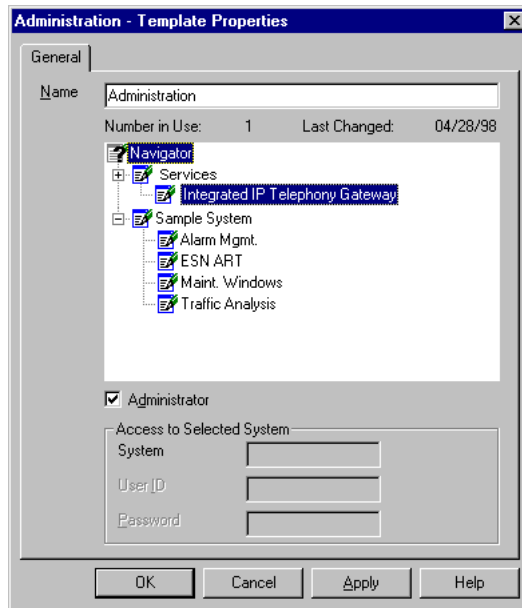 Administration - Template Properties
General
Name Administration
Number in Use: 1 Last Changed: 04/28/98
Navigator
Services
Integrated IP Telephony Gateway
Sample System
Alarm Mgmt.
ESN ART
Maint. Windows
Traffic Analysis
Administrator
Access to Selected System
System
User ID
Password
OK Cancel Apply Help